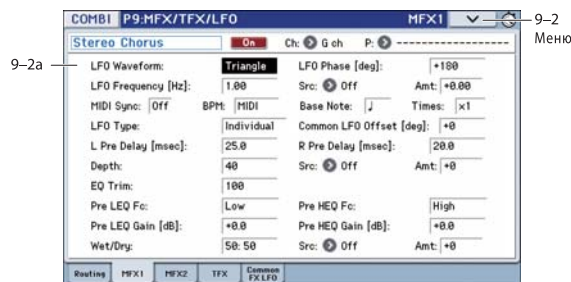 COMBI P9:MFX/TFX/LFO MFX1 9–2
Меню
Stereo Chorus On Ch: G ch P: ------------------
9–2a LFO Waveform: Triangle LFO Phase [deg]: +180
LFO Frequency [Hz]: 1.00 Src: Off Amt: +0.00
MIDI Sync: Off BPM: MIDI Base Note: ♩ Times: x1
LFO Type: Individual Common LFO Offset [deg]: +0
L Pre Delay [msec]: 25.0 R Pre Delay [msec]: 20.0
Depth: 40 Src: Off Amt: +0
EQ Trim: 100
Pre LEQ Fc: Low Pre HEQ Fc: High
Pre LEQ Gain [dB]: +0.0 Pre HEQ Gain [dB]: +0.0
Wet/Dry: 50:50 Src: Off Amt: +0
Routing MFX1 MFX2 TFX Common FX LFO